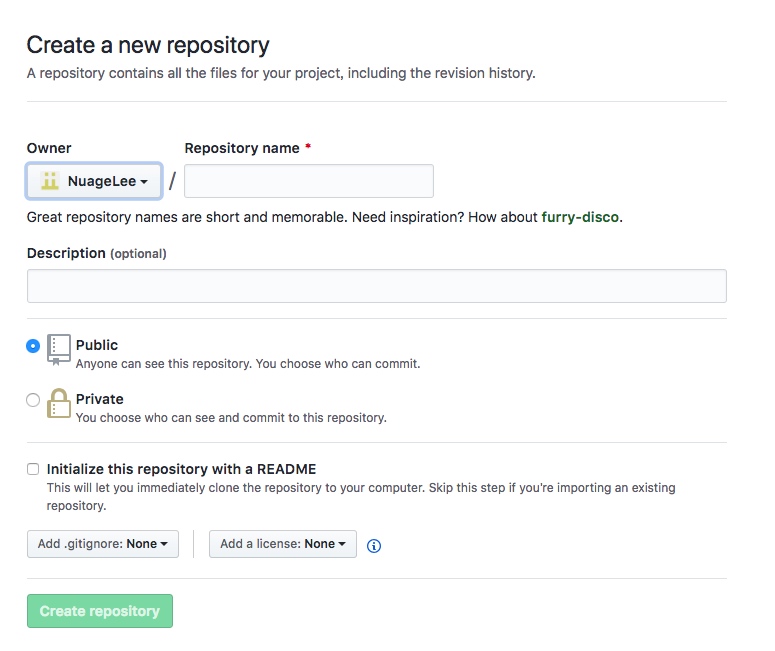 Create a new repository
A repository contains all the files for your project, including the revision history.
Owner
Repository name *
NuageLee
/
Great repository names are short and memorable. Need inspiration? How about furry-disco.
Description (optional)
Public
Anyone can see this repository. You choose who can commit.
Private
You choose who can see and commit to this repository.
Initialize this repository with a README
This will let you immediately clone the repository to your computer. Skip this step if you're importing an existing
repository.
Add .gitignore: None
Add a license: None
Create repository